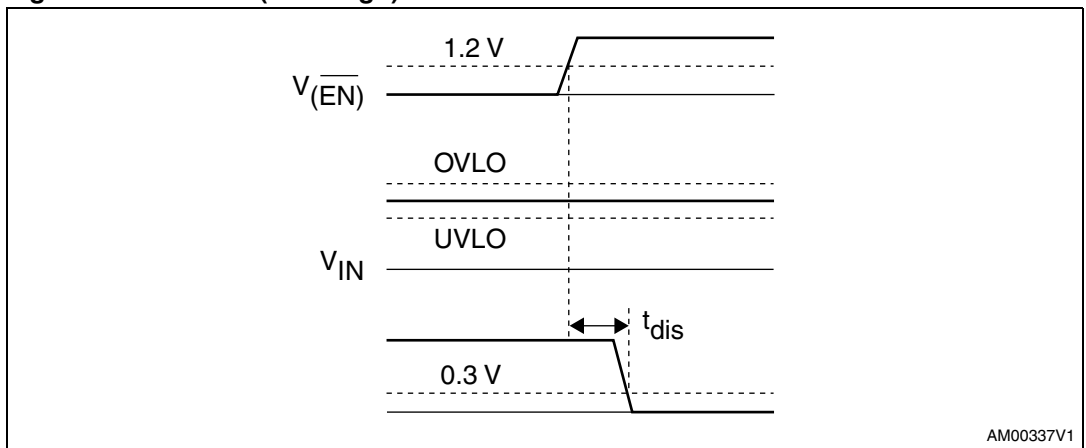 1.2 V
V(EN)
OVLO
UVLO
VIN
tdis
0.3 V
AM00337V1